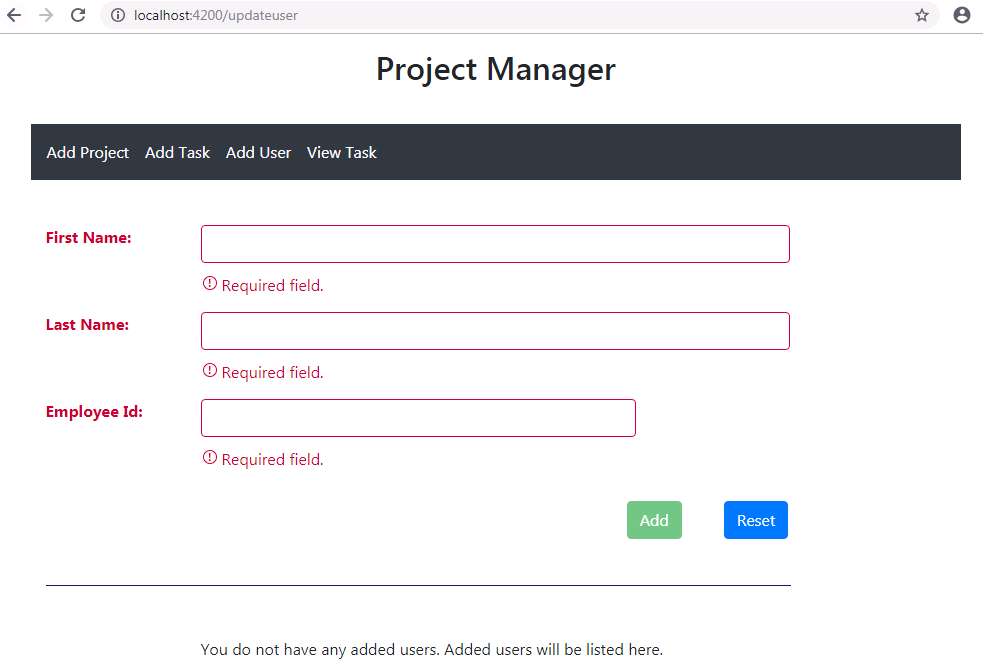 localhost:4200/updateuser
Project Manager
Add Project Add Task Add User View Task
First Name:
Required field.
Last Name:
Required field.
Employee Id:
Required field.
Add Reset
You do not have any added users. Added users will be listed here.